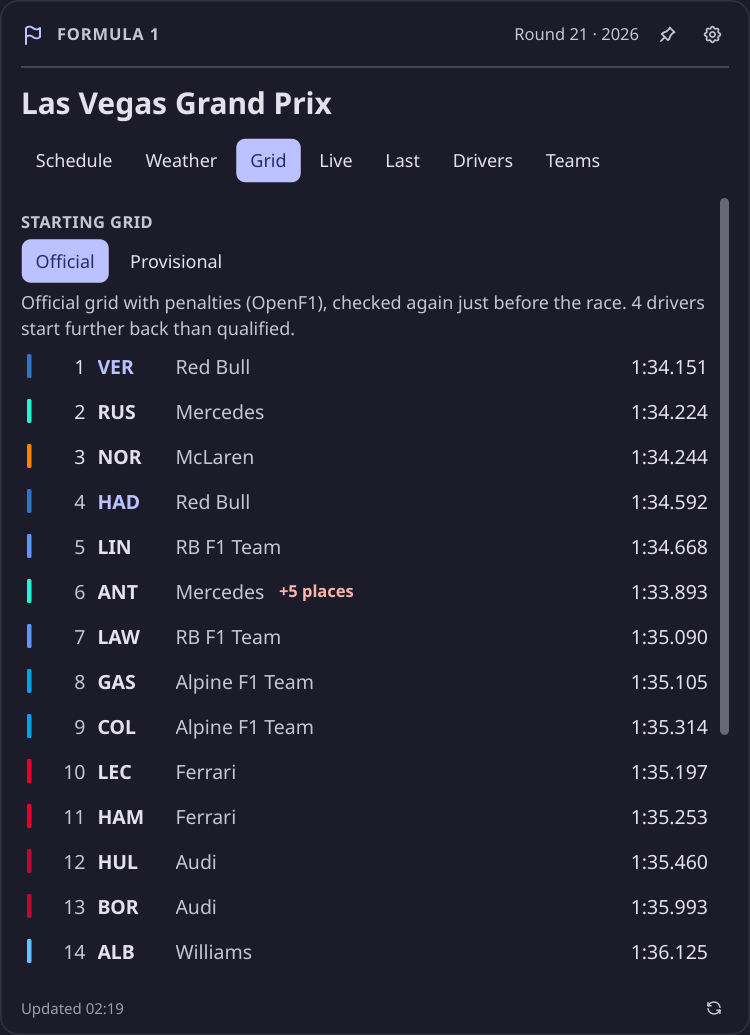 FORMULA 1
Round 21 · 2026
Las Vegas Grand Prix
Schedule Weather Grid Live Last Drivers Teams
STARTING GRID
Official Provisional
Official grid with penalties (OpenF1), checked again just before the race. 4 drivers
start further back than qualified.
1 VER Red Bull 1:34.151
2 RUS Mercedes 1:34.224
3 NOR McLaren 1:34.244
4 HAD Red Bull 1:34.592
5 LIN RB F1 Team 1:34.668
6 ANT Mercedes +5 places 1:33.893
7 LAW RB F1 Team 1:35.090
8 GAS Alpine F1 Team 1:35.105
9 COL Alpine F1 Team 1:35.314
10 LEC Ferrari 1:35.197
11 HAM Ferrari 1:35.253
12 HUL Audi 1:35.460
13 BOR Audi 1:35.993
14 ALB Williams 1:36.125
Updated 02:19